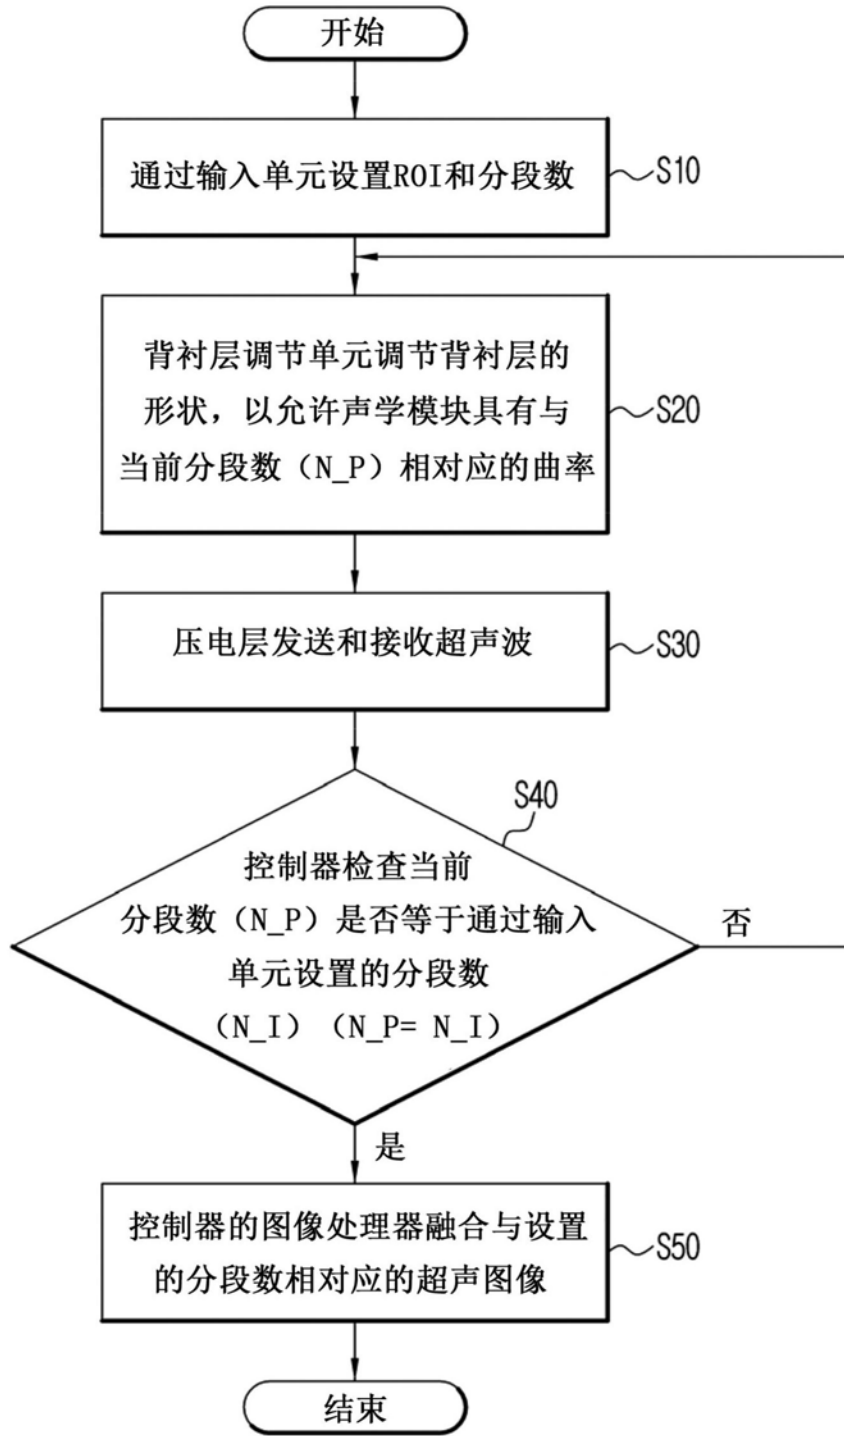 开始
通过输入单元设置ROI和分段数
S10
背衬层调节单元调节背衬层的
形状，以允许声学模块具有与
当前分段数（N_P）相对应的曲率
S20
压电层发送和接收超声波
S30
S40
控制器检查当前
分段数（N_P）是否等于通过输入
单元设置的分段数
（N_I）（N_P= N_I）
否
是
控制器的图像处理器融合与设置
的分段数相对应的超声图像
S50
结束